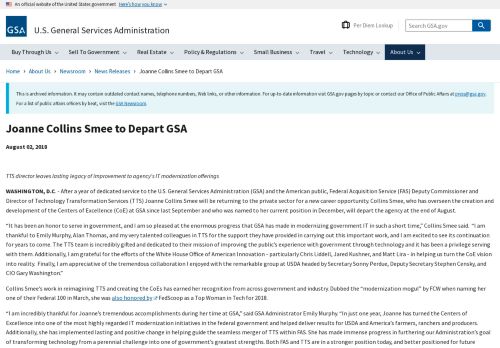 An official website of the United States government Here's how you know
GSA
U.S. General Services Administration
Per Diem Lookup
Search GSA.gov
Buy Through Us
Sell To Government
Real Estate
Policy & Regulations
Small Business
Travel
Technology
About Us
Home › About Us › Newsroom › News Releases › Joanne Collins Smee to Depart GSA
This is archived information. It may contain outdated contact names, telephone numbers, Web links, or other information. For up-to-date information visit GSA.gov pages by topic or contact our Office of Public Affairs at press@gsa.gov.
For a list of public affairs officers by beat, visit the GSA Newsroom.
Joanne Collins Smee to Depart GSA
August 02, 2018
TTS director leaves lasting legacy of improvement to agency's IT modernization offerings
WASHINGTON, D.C. - After a year of dedicated service to the U.S. General Services Administration (GSA) and the American public, Federal Acquisition Service (FAS) Deputy Commissioner and
Director of Technology Transformation Services (TTS) Joanne Collins Smee will be returning to the private sector for a new career opportunity. Collins Smee, who has overseen the creation and
development of the Centers of Excellence (CoE) at GSA since last September and who was named to her current position in December, will depart the agency at the end of August.
"It has been an honor to serve in government, and I am so pleased at the enormous progress that GSA has made in modernizing government IT in such a short time," Collins Smee said. "I am
thankful to Emily Murphy, Alan Thomas, and my very talented colleagues in TTS for the support they have provided in carrying out this important work, and I am excited to see its continuation
for years to come. The TTS team is incredibly gifted and dedicated to their mission of improving the public's experience with government through technology and it has been a privilege serving
with them. Additionally, I am grateful for the efforts of the White House Office of American Innovation - particularly Chris Liddell, Jared Kushner, and Matt Lira - in helping us turn the CoE vision
into reality. Finally, I am appreciative of the tremendous collaboration I enjoyed with the remarkable group at USDA headed by Secretary Sonny Perdue, Deputy Secretary Stephen Censky, and
CIO Gary Washington."
Collins Smee's work in reimagining TTS and creating the CoEs has earned her recognition from across government and industry. Dubbed the "modernization mogul" by FCW when naming her
one of their Federal 100 in March, she was also honored by FedScoop as a Top Woman in Tech for 2018.
"I am incredibly thankful for Joanne's tremendous accomplishments during her time at GSA," said GSA Administrator Emily Murphy. "In just one year, Joanne has turned the Centers of
Excellence into one of the most highly regarded IT modernization initiatives in the federal government and helped deliver results for USDA and America's farmers, ranchers and producers.
Additionally, she has implemented lasting and positive change in helping guide the seamless merger of TTS within FAS. She has made immense progress in furthering our Administration's goal
of transforming technology from a perennial challenge into one of government's greatest strengths. Both FAS and TTS are in a stronger position today, and better positioned for future